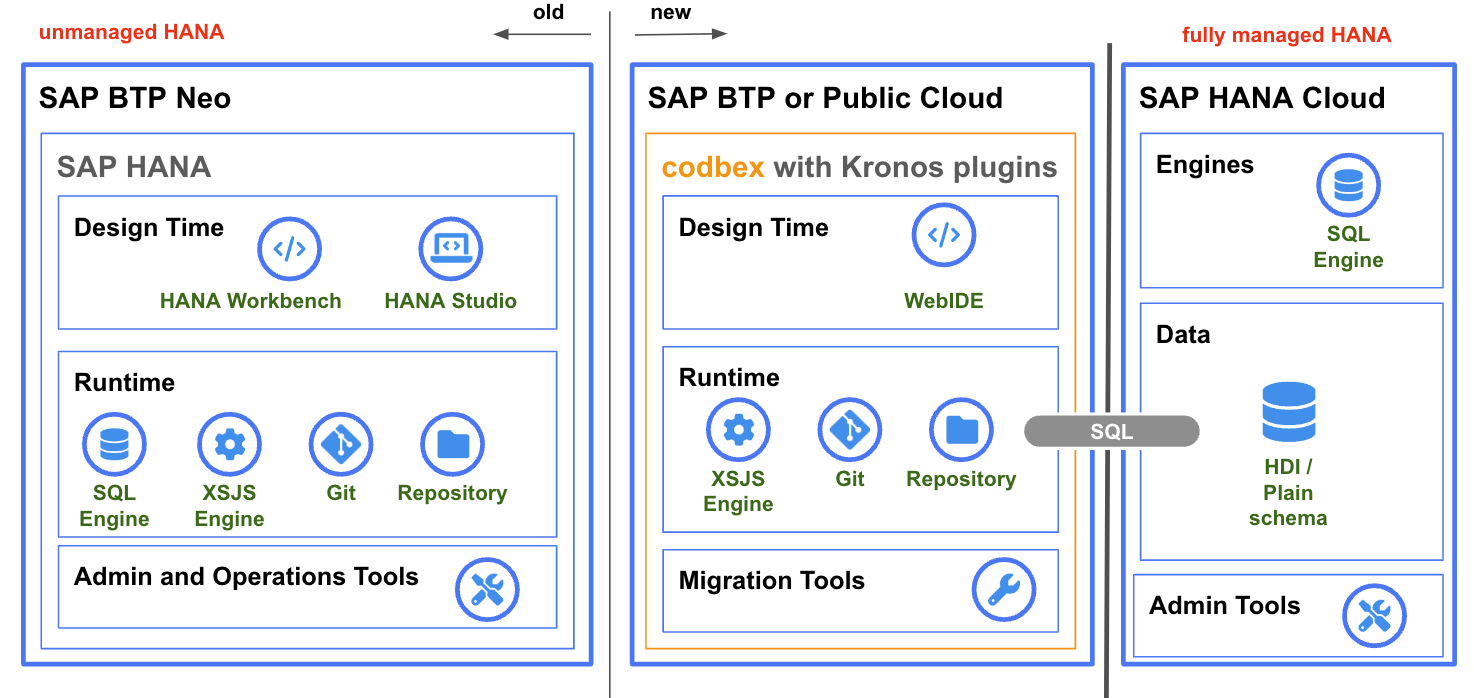 old
new
unmanaged HANA
fully managed HANA
SAP BTP Neo
SAP HANA
Design Time
HANA Workbench
HANA Studio
Runtime
SQL
Engine
XSJS
Engine
Git
Repository
Admin and Operations Tools
SAP BTP or Public Cloud
codbex with Kronos plugins
Design Time
WebIDE
Runtime
XSJS
Engine
Git
Repository
Migration Tools
SQL
SAP HANA Cloud
Engines
SQL
Engine
Data
HDI /
Plain
schema
Admin Tools